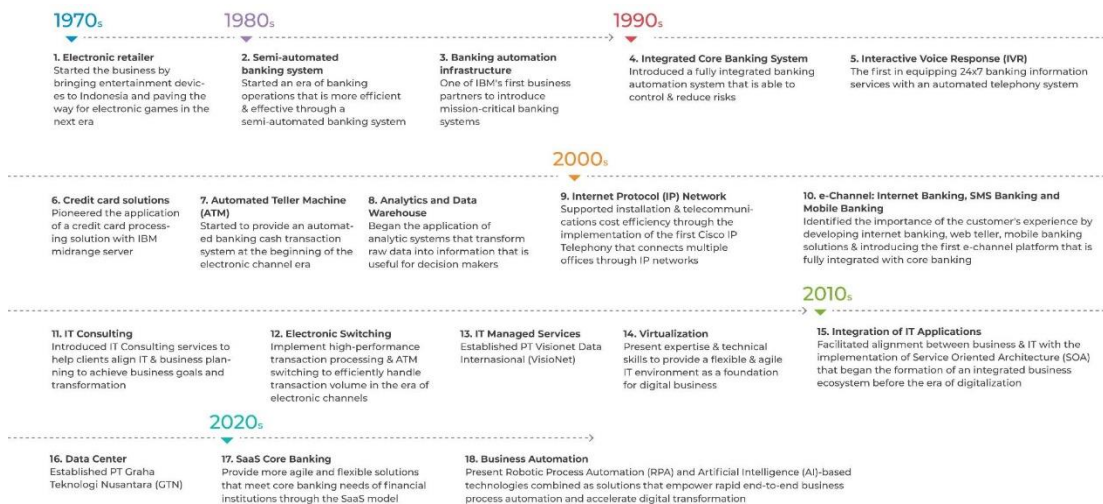 1970s
1980s
1990s
1. Electronic retailer
Started the business by
bringing entertainment devic-
es to Indonesia and paving the
way for electronic games in the
next era
2. Semi-automated
banking system
Started an era of banking
operations that is more efficient
& effective through a
semi-automated banking system
3. Banking automation
infrastructure
One of IBM's first business
partners to introduce
mission-critical banking
systems
4. Integrated Core Banking System
Introduced a fully integrated banking
automation system that is able to
control & reduce risks
5. Interactive Voice Response (IVR)
The first in equipping 24x7 banking information
services with an automated telephony system
2000s
6. Credit card solutions
Pioneered the application
of a credit card process-
ing solution with IBM
midrange server
7. Automated Teller Machine
(ATM)
Started to provide an automat-
ed banking cash transaction
system at the beginning of the
electronic channel era
8. Analytics and Data
Warehouse
Began the application of
analytic systems that transform
raw data into information that is
useful for decision makers
9. Internet Protocol (IP) Network
Supported installation & telecommuni-
cations cost efficiency through the
implementation of the first Cisco IP
Telephony that connects multiple
offices through IP networks
10. e-Channel: Internet Banking, SMS Banking and
Mobile Banking
Identified the importance of the customer's experience by
developing internet banking, web teller, mobile banking
solutions & introducing the first e-channel platform that is
fully integrated with core banking
2010s
11. IT Consulting
Introduced IT Consulting services to
help clients align IT & business plan-
ning to achieve business goals and
transformation
12. Electronic Switching
Implement high-performance
transaction processing & ATM
switching to efficiently handle
transaction volume in the era of
electronic channels
13. IT Managed Services
Established PT Visionet Data
Internasional (VisioNet)
14. Virtualization
Present expertise & technical
skills to provide a flexible & agile
IT environment as a foundation
for digital business
15. Integration of IT Applications
Facilitated alignment between business & IT with the
implementation of Service Oriented Architecture (SOA)
that began the formation of an integrated business
ecosystem before the era of digitalization
2020s
16. Data Center
Established PT Graha
Teknologi Nusantara (GTN)
17. SaaS Core Banking
Provide more agile and flexible solutions
that meet core banking needs of financial
institutions through the SaaS model
18. Business Automation
Present Robotic Process Automation (RPA) and Artificial Intelligence (AI)-based
technologies combined as solutions that empower rapid end-to-end business
process automation and accelerate digital transformation